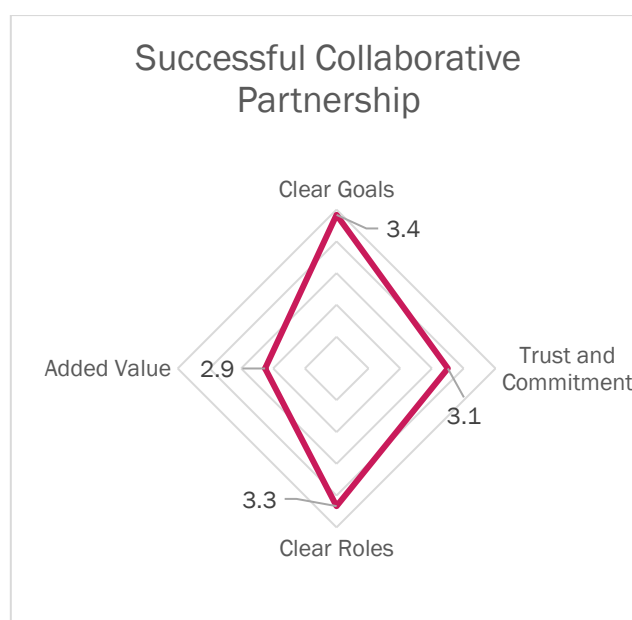 Successful Collaborative
Partnership
Clear Goals
3.4
Added Value
2.9
Trust and
Commitment
3.1
3.3
Clear Roles